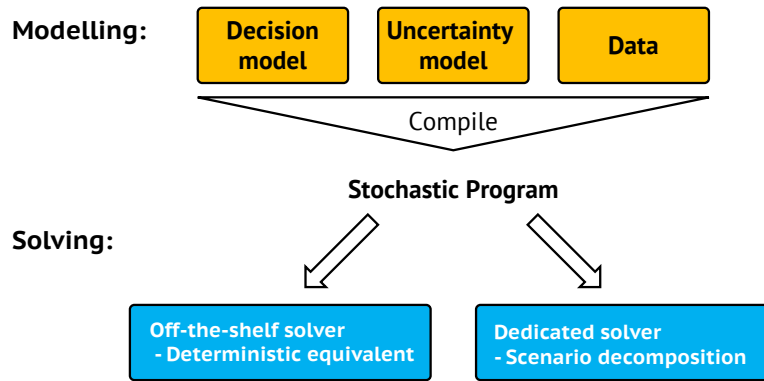 Modelling:
Decision
model
Uncertainty
model
Data
Compile
Stochastic Program
Solving:
Off-the-shelf solver
- Deterministic equivalent
Dedicated solver
- Scenario decomposition